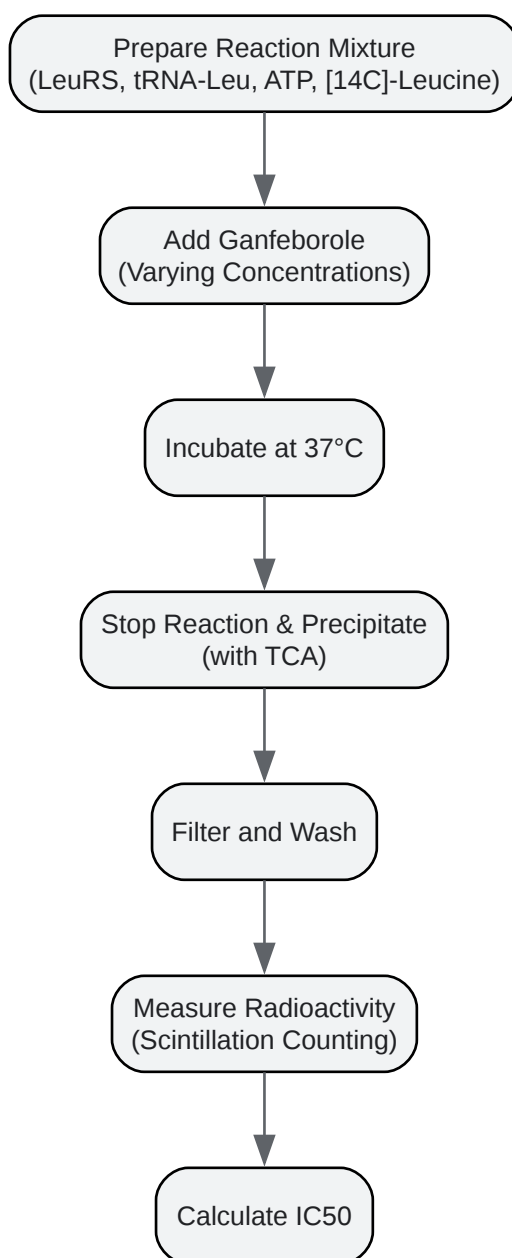 Prepare Reaction Mixture
(LeuRS, tRNA-Leu, ATP, [14C]-Leucine)
Add Ganfeborole
(Varying Concentrations)
Incubate at 37°C
Stop Reaction & Precipitate
(with TCA)
Filter and Wash
Measure Radioactivity
(Scintillation Counting)
Calculate IC50